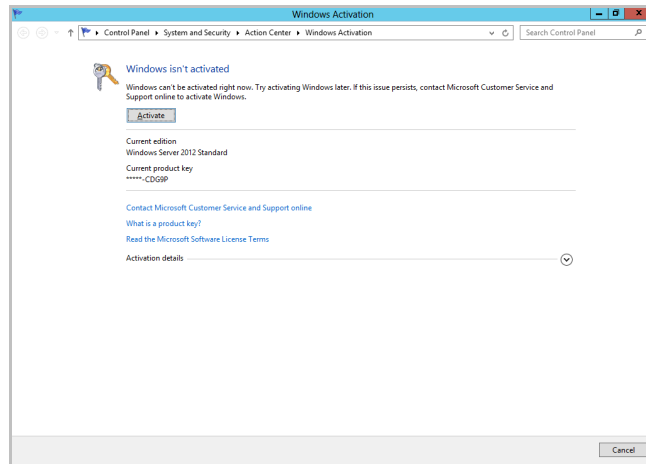 Windows Activation
Control Panel ▸ System and Security ▸ Action Center ▸ Windows Activation
Search Control Panel
Windows isn't activated
Windows can't be activated right now. Try activating Windows later. If this issue persists, contact Microsoft Customer Service and
Support online to activate Windows.
Activate
Current edition
Windows Server 2012 Standard
Current product key
*****-CDG9P
Contact Microsoft Customer Service and Support online
What is a product key?
Read the Microsoft Software License Terms
Activation details
Cancel